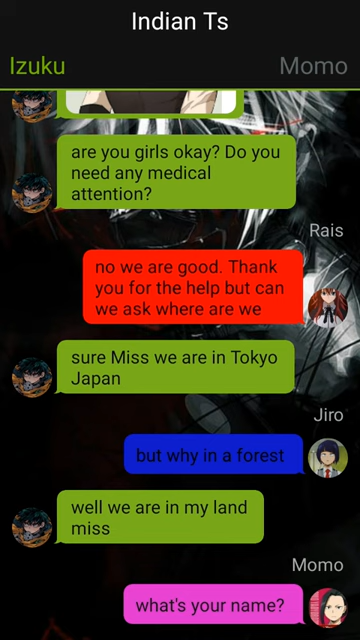 Indian Ts
Izuku
Momo
are you girls okay? Do you
need any medical
attention?
Rais
no we are good. Thank
you for the help but can
we ask where are we
sure Miss we are in Tokyo
Japan
Jiro
but why in a forest
well we are in my land
miss
Momo
what's your name?